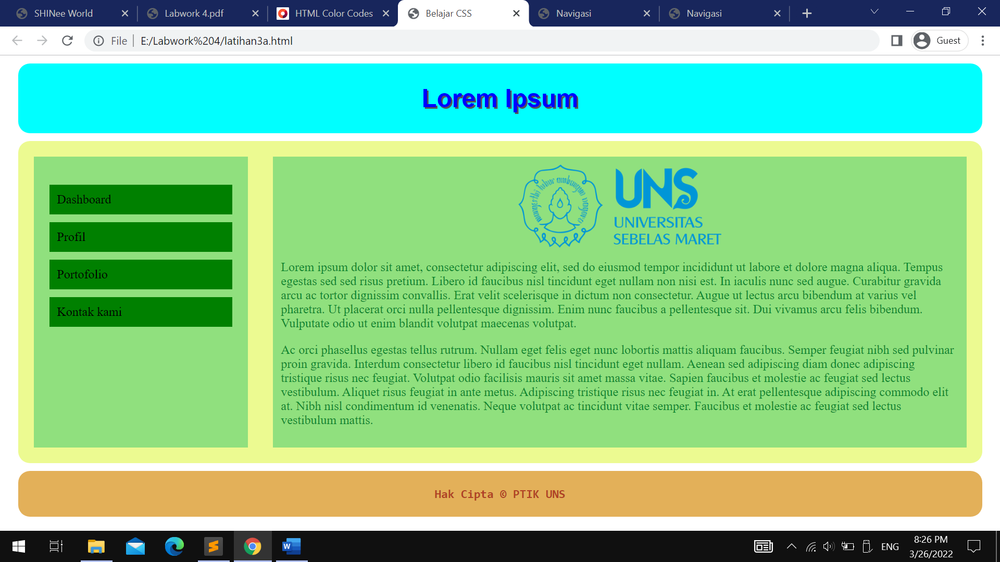 SHINee World
Labwork 4.pdf
HTML Color Codes
Belajar CSS
Navigasi
Navigasi
File
E:/Labwork%204/latihan3a.html
Guest
Lorem Ipsum
Dashboard
Profil
Portofolio
Kontak kami
UNS
UNIVERSITAS
SEBELAS MARET
Lorem ipsum dolor sit amet, consectetur adipiscing elit, sed do eiusmod tempor incididunt ut labore et dolore magna aliqua. Tempus
egestas sed sed risus pretium. Libero id faucibus nisl tincidunt eget nullam non nisi est. In iaculis nunc sed augue. Curabitur gravida
arcu ac tortor dignissim convallis. Erat velit scelerisque in dictum non consectetur. Augue ut lectus arcu bibendum at varius vel
pharetra. Ut placerat orci nulla pellentesque dignissim. Enim nunc faucibus a pellentesque sit. Dui vivamus arcu felis bibendum.
Vulputate odio ut enim blandit volutpat maecenas volutpat.
Ac orci phasellus egestas tellus rutrum. Nullam eget felis eget nunc lobortis mattis aliquam faucibus. Semper feugiat nibh sed pulvinar
proin gravida. Interdum consectetur libero id faucibus nisl tincidunt eget nullam. Aenean sed adipiscing diam donec adipiscing
tristique risus nec feugiat. Volutpat odio facilisis mauris sit amet massa vitae. Sapien faucibus et molestie ac feugiat sed lectus
vestibulum. Aliquet risus feugiat in ante metus. Adipiscing tristique risus nec feugiat in. At erat pellentesque adipiscing commodo elit
at. Nibh nisl condimentum id venenatis. Neque volutpat ac tincidunt vitae semper. Faucibus et molestie ac feugiat sed lectus
vestibulum mattis.
Hak Cipta © PTIK UNS
W
ENG
8:26 PM
3/26/2022